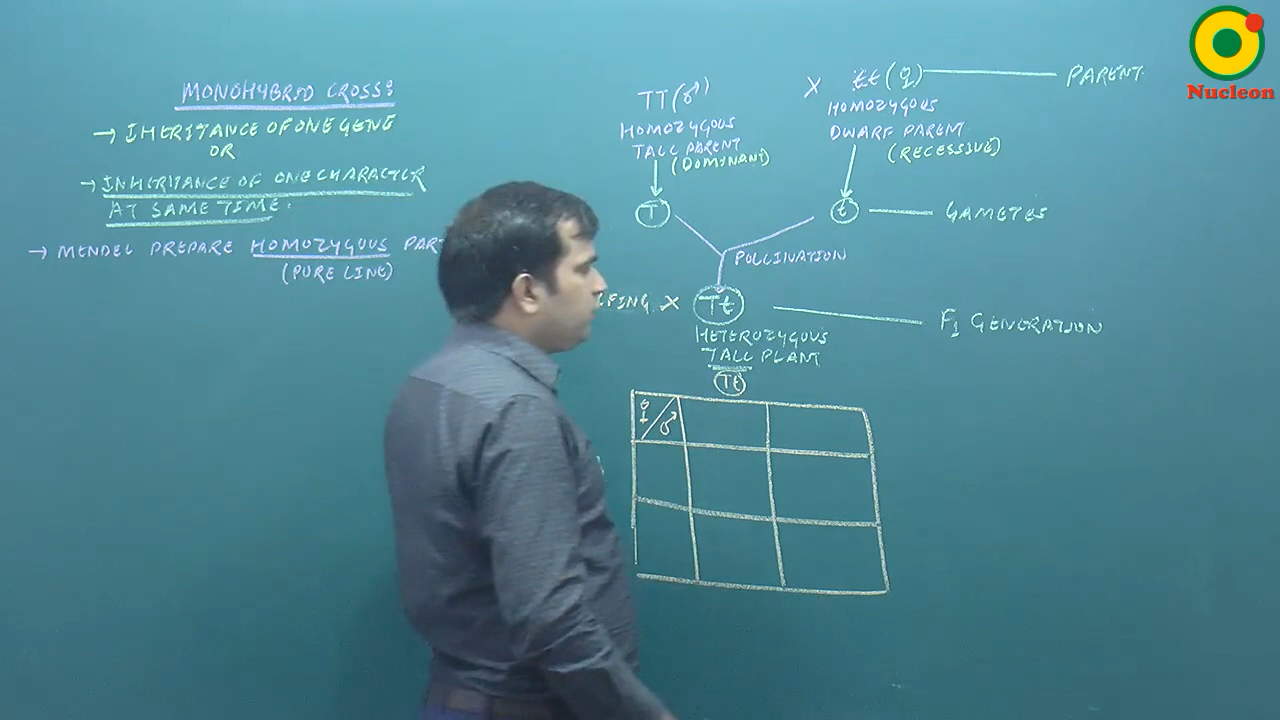 MONOHYBRID CROSS:
→ INHERITANCE OF ONE GENE
OR
→ INHERITANCE OF ONE CHARACTER
AT SAME TIME.
→ MENDEL PREPARE HOMOZYGOUS PAR
(PURE LINE)
TT (♂) X tt (♀) PARENT
HOMOZYGOUS
TALL PARENT
(DOMINANT)
HOMOZYGOUS
DWARF PARENT
(RECESSIVE)
T t GAMETES
POLLINATION
LFING X Tt F1 GENERATION
HETEROZYGOUS
TALL PLANT
Tt
♀ / ♂
Nucleon